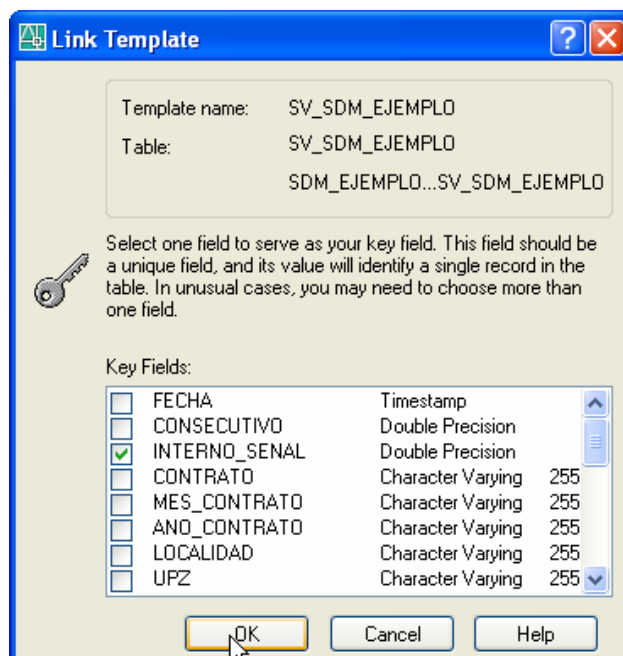 Link Template
Template name: SV_SDM_EJEMPLO
Table: SV_SDM_EJEMPLO
SDM_EJEMPLO...SV_SDM_EJEMPLO
Select one field to serve as your key field. This field should be
a unique field, and its value will identify a single record in the
table. In unusual cases, you may need to choose more than
one field.
Key Fields:
FECHA Timestamp
CONSECUTIVO Double Precision
INTERNO_SENAL Double Precision
CONTRATO Character Varying 255
MES_CONTRATO Character Varying 255
ANO_CONTRATO Character Varying 255
LOCALIDAD Character Varying 255
UPZ Character Varying 255
OK Cancel Help